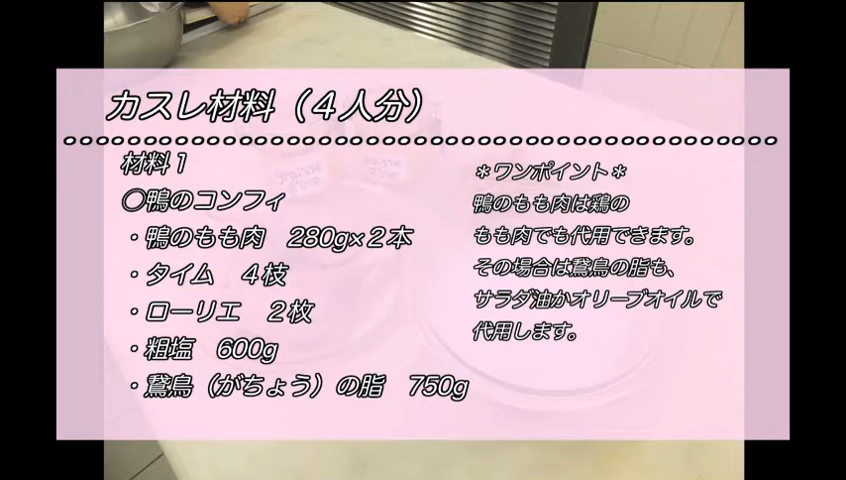 カスレ材料（４人分）
材料１
◯鴨のコンフィ
・鴨のもも肉　280g×２本
・タイム　４枝
・ローリエ　２枚
・粗塩　600g
・鵞鳥（がちょう）の脂　750g
＊ワンポイント＊
鴨のもも肉は鶏の
もも肉でも代用できます。
その場合は鵞鳥の脂も、
サラダ油かオリーブオイルで
代用します。